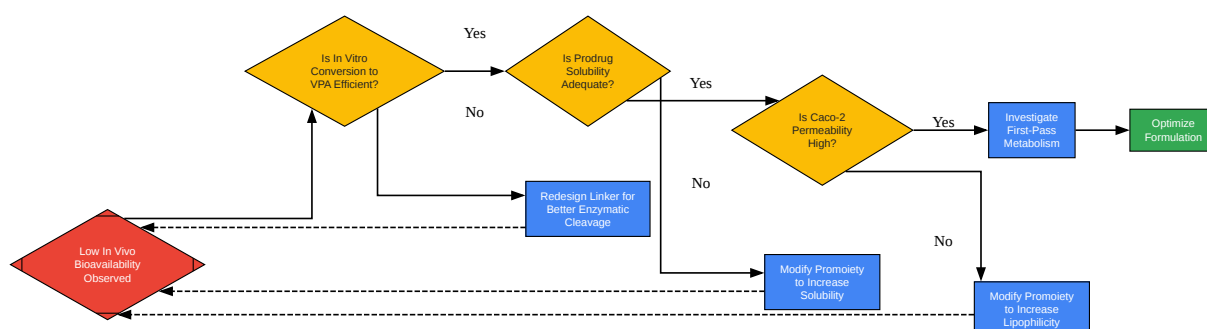 Is In Vitro
Conversion to
VPA Efficient?
Yes
No
Is Prodrug
Solubility
Adequate?
Yes
No
Is Caco-2
Permeability
High?
Yes
No
Investigate
First-Pass
Metabolism
Optimize
Formulation
Redesign Linker for
Better Enzymatic
Cleavage
Low In Vivo
Bioavailability
Observed
Modify Promoiety
to Increase
Solubility
Modify Promoiety
to Increase
Lipophilicity